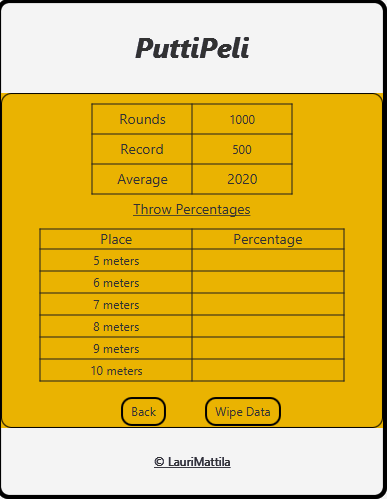 PuttiPeli
Rounds 1000
Record 500
Average 2020
Throw Percentages
Place Percentage
5 meters
6 meters
7 meters
8 meters
9 meters
10 meters
Back Wipe Data
© LauriMattila